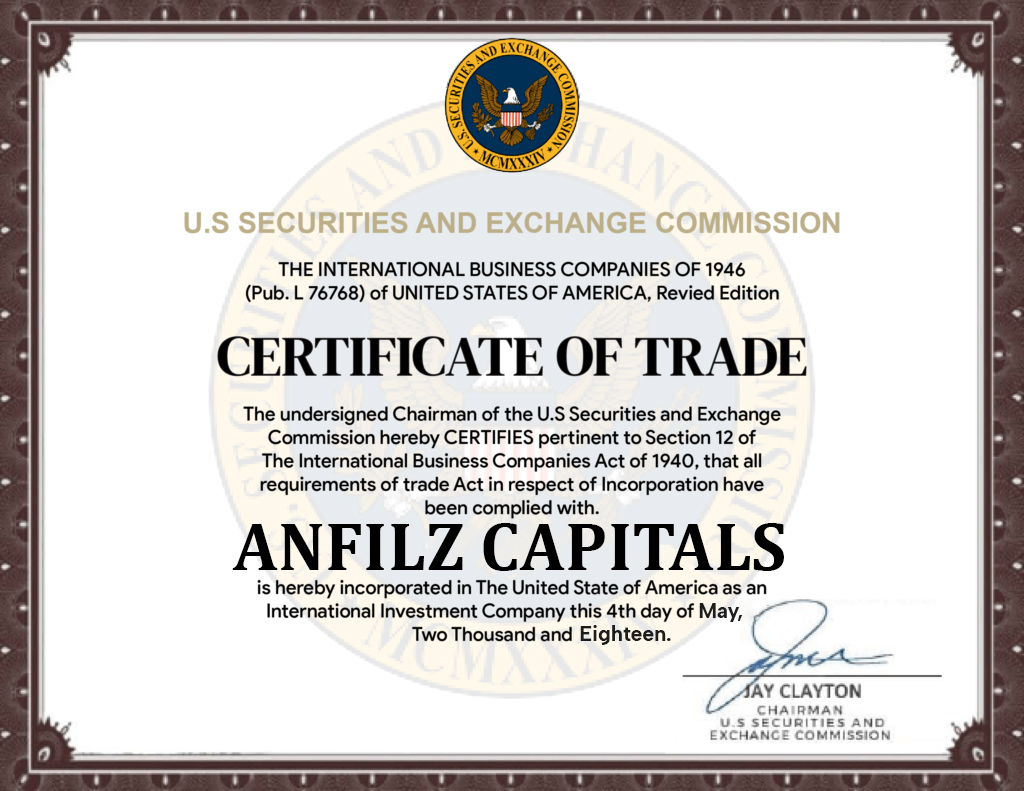 U.S. SECURITIES AND EXCHANGE COMMISSION
MCMXXXIV
U.S SECURITIES AND EXCHANGE COMMISSION
THE INTERNATIONAL BUSINESS COMPANIES OF 1946
(Pub. L 76768) of UNITED STATES OF AMERICA, Revied Edition
CERTIFICATE OF TRADE
The undersigned Chairman of the U.S Securities and Exchange
Commission hereby CERTIFIES pertinent to Section 12 of
The International Business Companies Act of 1940, that all
requirements of trade Act in respect of Incorporation have
been complied with.
ANFILZ CAPITALS
is hereby incorporated in The United State of America as an
International Investment Company this 4th day of May,
Two Thousand and Eighteen.
JAY CLAYTON
CHAIRMAN
U.S SECURITIES AND
EXCHANGE COMMISSION